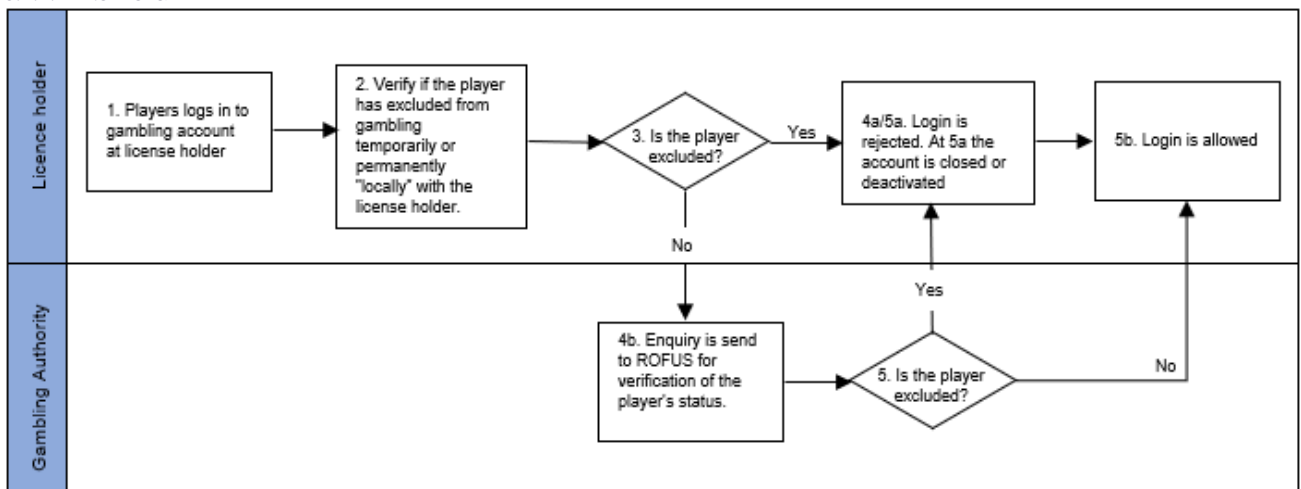 Licence holder
1. Players logs in to
gambling account
at license holder
2. Verify if the player
has excluded from
gambling
temporarily or
permanently
"locally" with the
license holder.
3. Is the player
excluded?
Yes
No
4a/5a. Login is
rejected. At 5a the
account is closed or
deactivated
5b. Login is allowed
Gambling Authority
4b. Enquiry is send
to ROFUS for
verification of the
player's status.
5. Is the player
excluded?
Yes
No